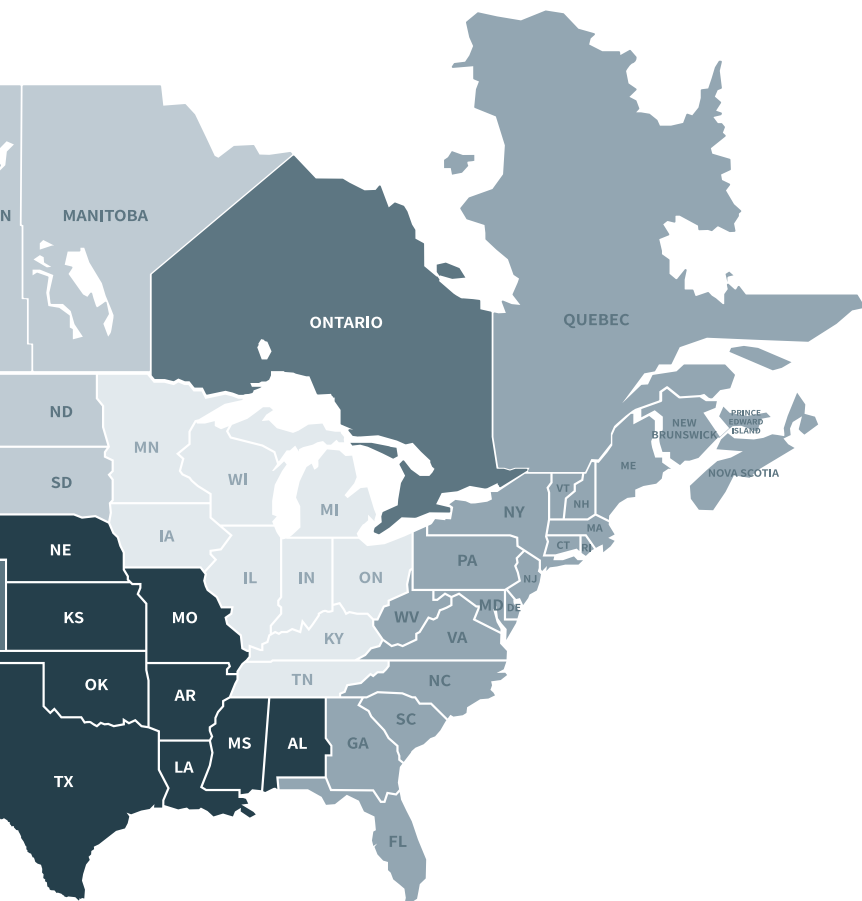 N
MANITOBA
ONTARIO
QUEBEC
ND
MN
SD
WI
MI
IA
NE
IL
IN
ON
KS
MO
KY
OK
AR
TN
TX
LA
MS
AL
GA
SC
NC
FL
VA
WV
MD
DE
NJ
PA
NY
CT
RI
MA
VT
NH
ME
NEW
BRUNSWICK
PRINCE
EDWARD
ISLAND
NOVA SCOTIA